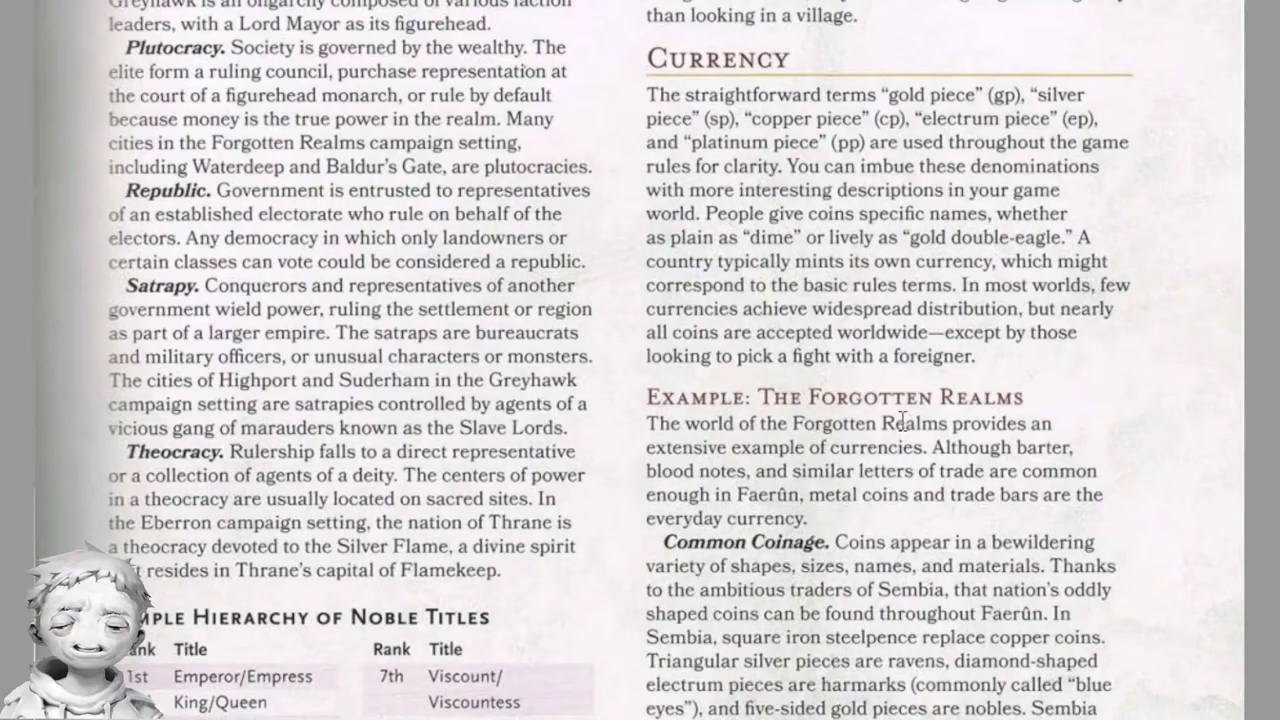 Greyhawk is an oligarchy composed of various faction
leaders, with a Lord Mayor as its figurehead.
Plutocracy. Society is governed by the wealthy. The
elite form a ruling council, purchase representation at
the court of a figurehead monarch, or rule by default
because money is the true power in the realm. Many
cities in the Forgotten Realms campaign setting,
including Waterdeep and Baldur's Gate, are plutocracies.
Republic. Government is entrusted to representatives
of an established electorate who rule on behalf of the
electors. Any democracy in which only landowners or
certain classes can vote could be considered a republic.
Satrapy. Conquerors and representatives of another
government wield power, ruling the settlement or region
as part of a larger empire. The satraps are bureaucrats
and military officers, or unusual characters or monsters.
The cities of Highport and Suderham in the Greyhawk
campaign setting are satrapies controlled by agents of a
vicious gang of marauders known as the Slave Lords.
Theocracy. Rulership falls to a direct representative
or a collection of agents of a deity. The centers of power
in a theocracy are usually located on sacred sites. In
the Eberron campaign setting, the nation of Thrane is
a theocracy devoted to the Silver Flame, a divine spirit
resides in Thrane's capital of Flamekeep.
Hierarchy of Noble Titles
Title Rank Title
1st Emperor/Empress 7th Viscount/
King/Queen Viscountess
than looking in a village.
Currency
The straightforward terms “gold piece” (gp), “silver
piece” (sp), “copper piece” (cp), “electrum piece” (ep),
and “platinum piece” (pp) are used throughout the game
rules for clarity. You can imbue these denominations
with more interesting descriptions in your game
world. People give coins specific names, whether
as plain as “dime” or lively as “gold double-eagle.” A
country typically mints its own currency, which might
correspond to the basic rules terms. In most worlds, few
currencies achieve widespread distribution, but nearly
all coins are accepted worldwide—except by those
looking to pick a fight with a foreigner.
Example: The Forgotten Realms
The world of the Forgotten Realms provides an
extensive example of currencies. Although barter,
blood notes, and similar letters of trade are common
enough in Faerûn, metal coins and trade bars are the
everyday currency.
Common Coinage. Coins appear in a bewildering
variety of shapes, sizes, names, and materials. Thanks
to the ambitious traders of Sembia, that nation's oddly
shaped coins can be found throughout Faerûn. In
Sembia, square iron steelpence replace copper coins.
Triangular silver pieces are ravens, diamond-shaped
electrum pieces are harmarks (commonly called “blue
eyes”), and five-sided gold pieces are nobles. Sembia